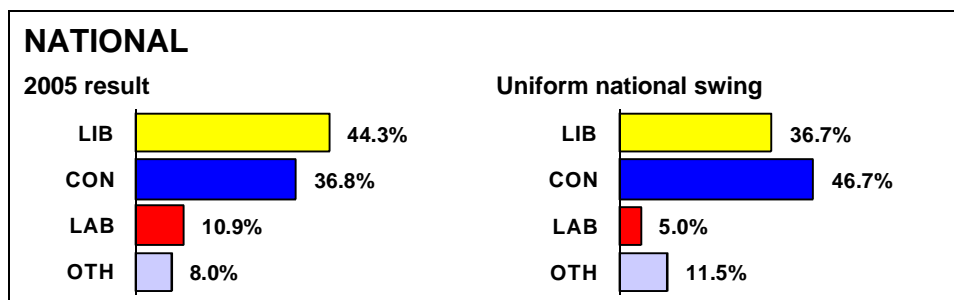 NATIONAL
2005 result
LIB 44.3%
CON 36.8%
LAB 10.9%
OTH 8.0%
Uniform national swing
LIB 36.7%
CON 46.7%
LAB 5.0%
OTH 11.5%